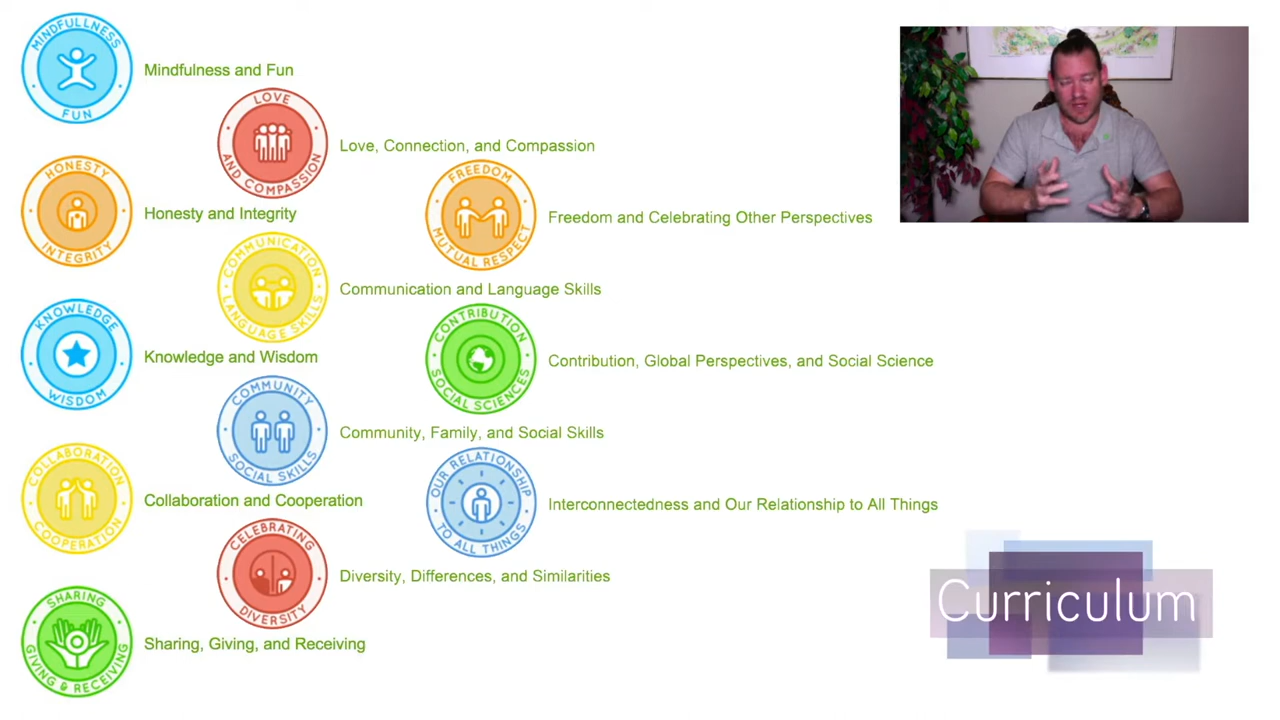 MINDFULLNESS
FUN
Mindfulness and Fun
LOVE
AND COMPASSION
Love, Connection, and Compassion
HONESTY
INTEGRITY
Honesty and Integrity
FREEDOM
MUTUAL RESPECT
Freedom and Celebrating Other Perspectives
COMMUNICATION
LANGUAGE SKILLS
Communication and Language Skills
KNOWLEDGE
WISDOM
Knowledge and Wisdom
CONTRIBUTION
SOCIAL SCIENCES
Contribution, Global Perspectives, and Social Science
COMMUNITY
SOCIAL SKILLS
Community, Family, and Social Skills
COLLABORATION
COOPERATION
Collaboration and Cooperation
OUR RELATIONSHIP
TO ALL THINGS
Interconnectedness and Our Relationship to All Things
CELEBRATING
DIVERSITY
Diversity, Differences, and Similarities
SHARING
GIVING & RECEIVING
Sharing, Giving, and Receiving
Curriculum